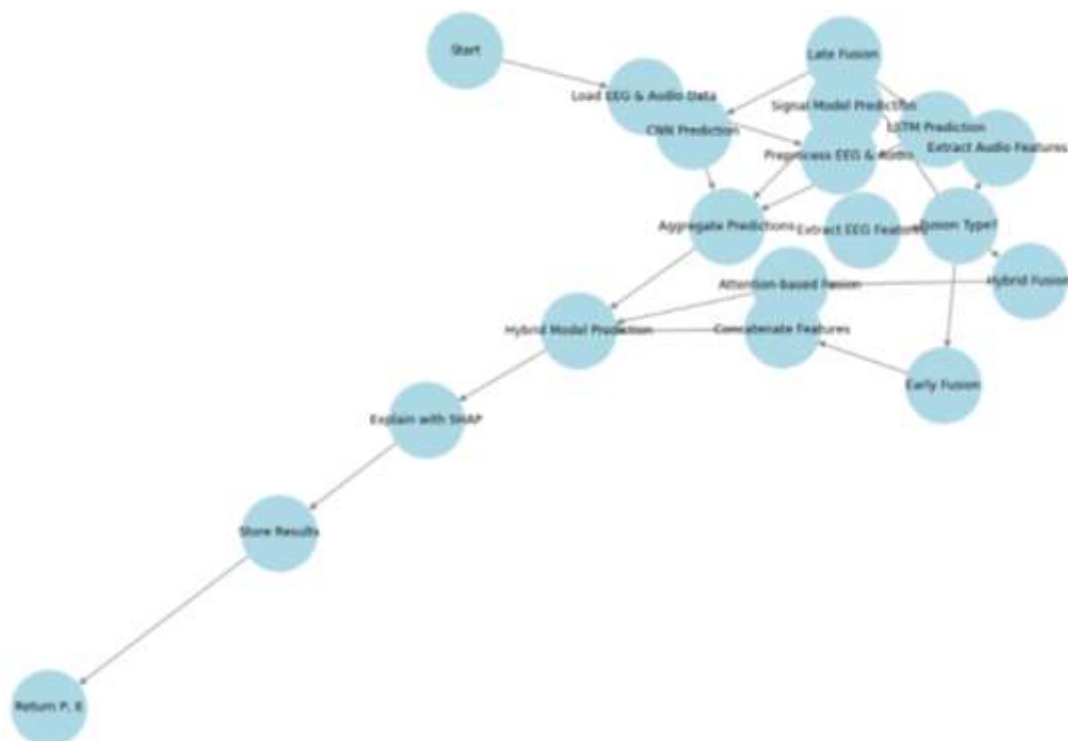 Start
Late Fusion
Load EEG & Audio Data
Signal Model Prediction
CNN Prediction
LSTM Prediction
Extract Audio Features
Preprocess EEG & Audio
Aggregate Predictions
Extract EEG Features
Fusion Type?
Attention-Based Fusion
Hybrid Fusion
Hybrid Model Prediction
Concatenate Features
Early Fusion
Explain with SHAP
Store Results
Return P, E